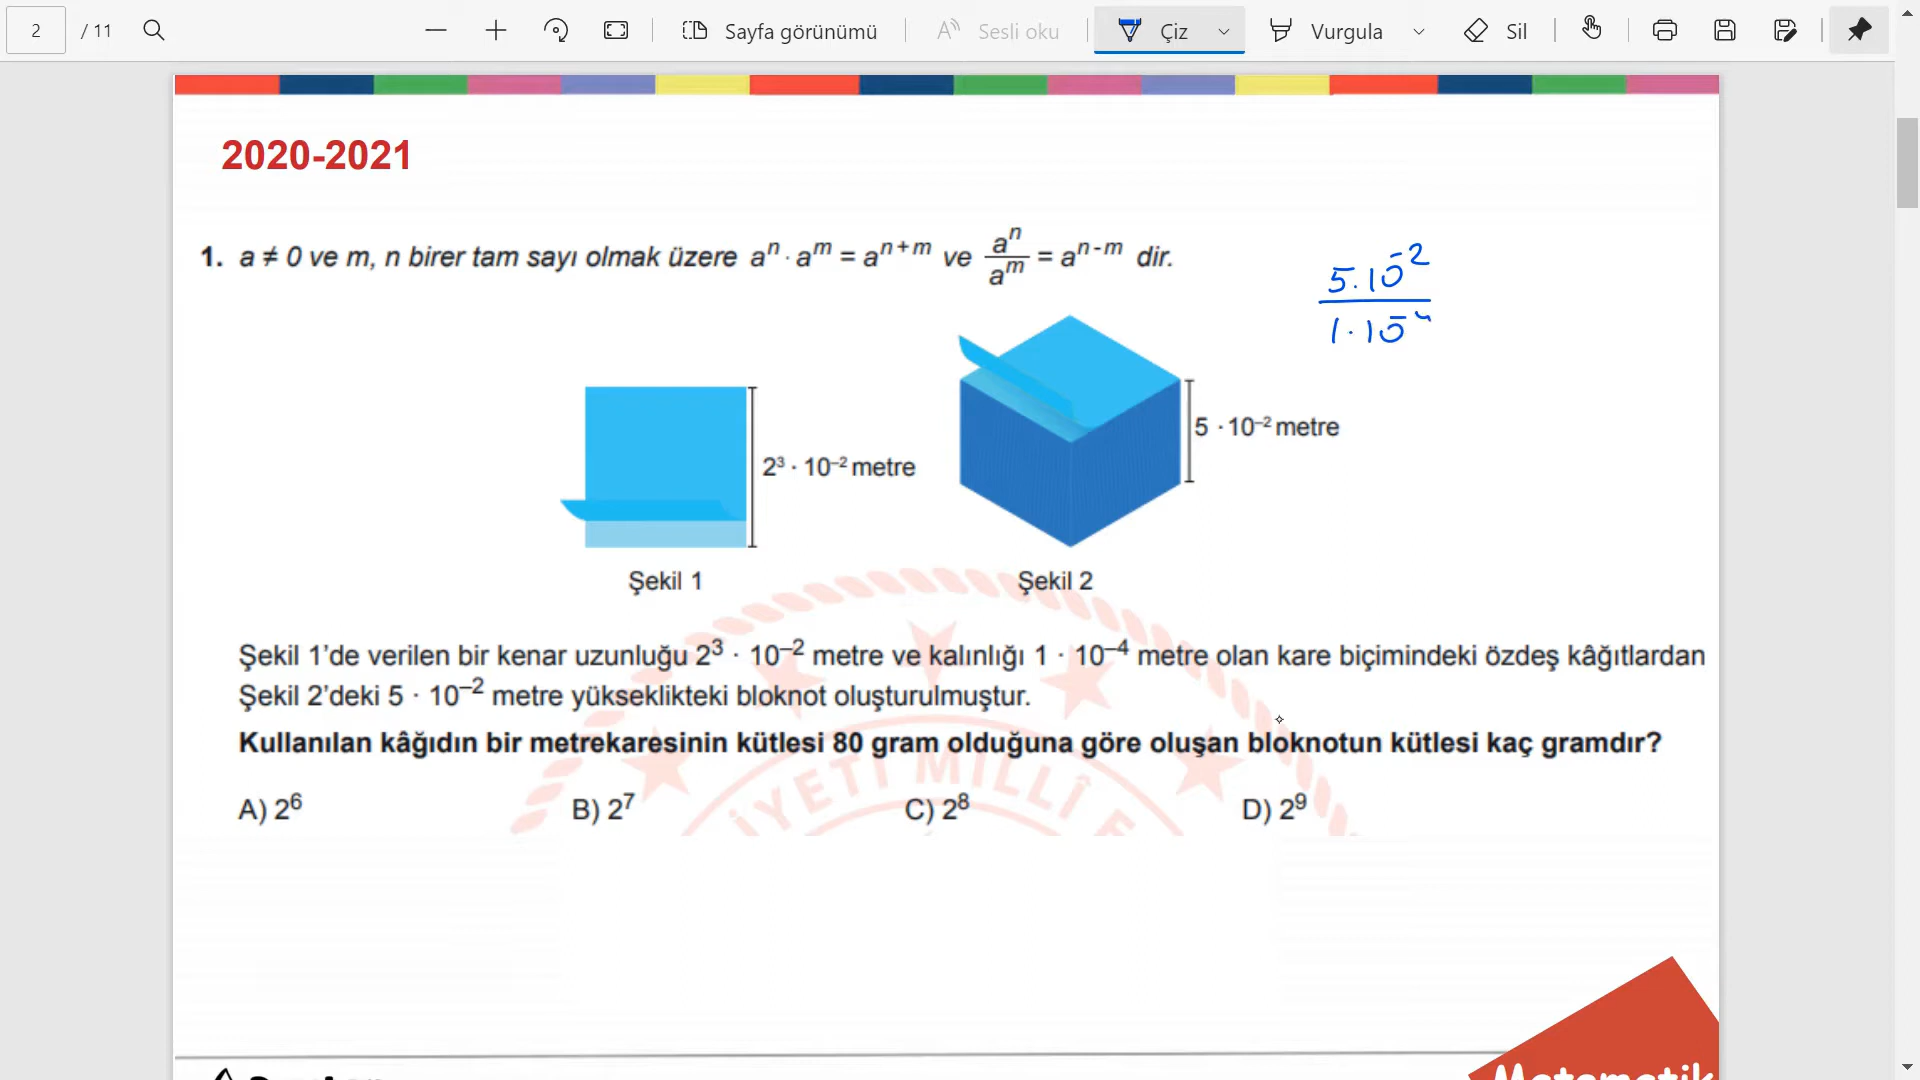 2 / 11 Sayfa görünümü Sesli oku Çiz Vurgula Sil
2020-2021
1. a ≠ 0 ve m, n birer tam sayı olmak üzere aⁿ · aᵐ = aⁿ⁺ᵐ ve aⁿ/aᵐ = aⁿ⁻ᵐ dir.
5.10⁻²
1.10⁻⁴
5 · 10⁻² metre
2³ · 10⁻² metre
Şekil 1 Şekil 2
Şekil 1’de verilen bir kenar uzunluğu 2³ · 10⁻² metre ve kalınlığı 1 · 10⁻⁴ metre olan kare biçimindeki özdeş kâğıtlardan
Şekil 2’deki 5 · 10⁻² metre yükseklikteki bloknot oluşturulmuştur.
Kullanılan kâğıdın bir metrekaresinin kütlesi 80 gram olduğuna göre oluşan bloknotun kütlesi kaç gramdır?
A) 2⁶ B) 2⁷ C) 2⁸ D) 2⁹
Matematik